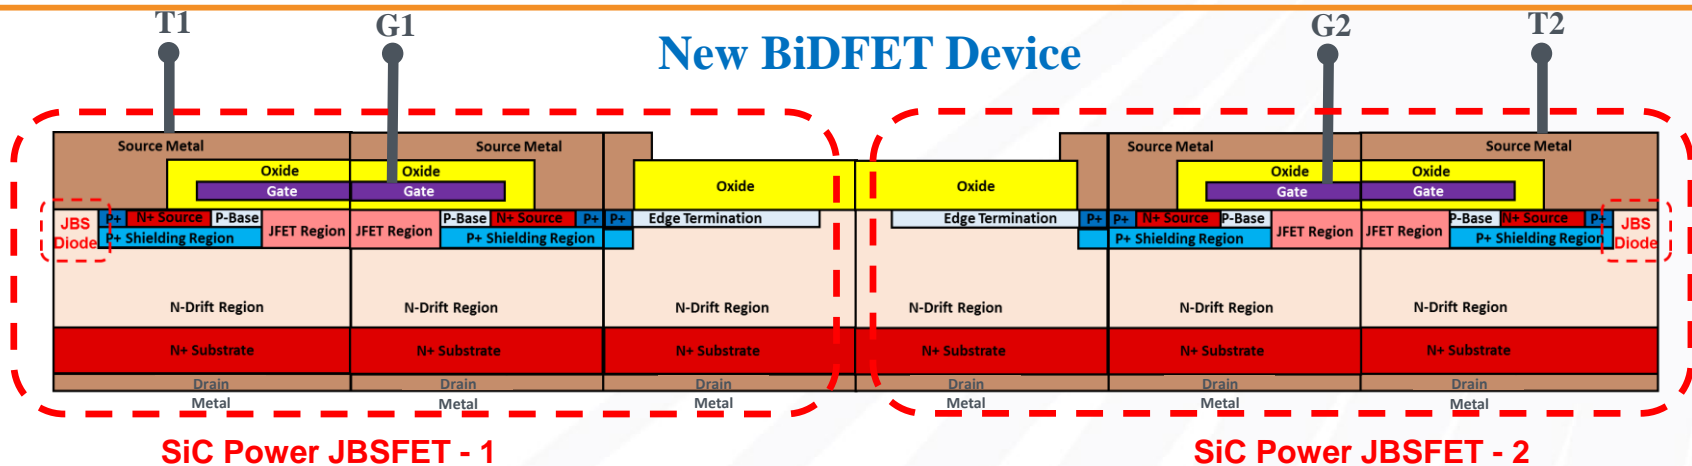 T1 G1 New BiDFET Device G2 T2
Source Metal Source Metal Source Metal Source Metal
Oxide Oxide Oxide Oxide Oxide Oxide
Gate Gate Gate Gate
JBS Diode P+ N+ Source P-Base JFET Region JFET Region P-Base N+ Source P+ P+ Edge Termination Edge Termination P+ P+ N+ Source P-Base JFET Region JFET Region P-Base N+ Source P+ JBS Diode
P+ Shielding Region P+ Shielding Region P+ Shielding Region P+ Shielding Region
N-Drift Region N-Drift Region N-Drift Region N-Drift Region N-Drift Region N-Drift Region
N+ Substrate N+ Substrate N+ Substrate N+ Substrate N+ Substrate N+ Substrate
Drain Drain Drain Drain Drain Drain
Metal Metal Metal Metal Metal Metal
SiC Power JBSFET - 1 SiC Power JBSFET - 2